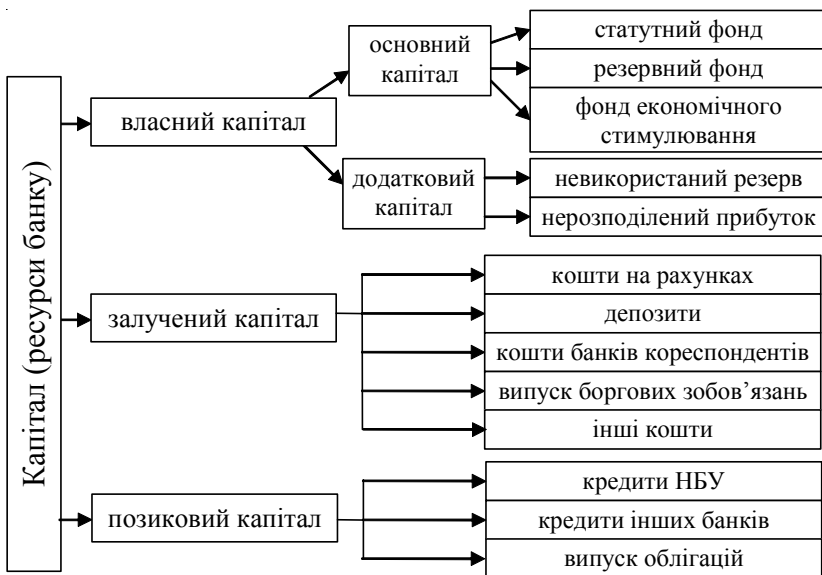 Капітал (ресурси банку)
власний капітал
основний
капітал
статутний фонд
резервний фонд
фонд економічного
стимулювання
додатковий
капітал
невикористаний резерв
нерозподілений прибуток
залучений капітал
кошти на рахунках
депозити
кошти банків кореспондентів
випуск боргових зобов’язань
інші кошти
позиковий капітал
кредити НБУ
кредити інших банків
випуск облігацій